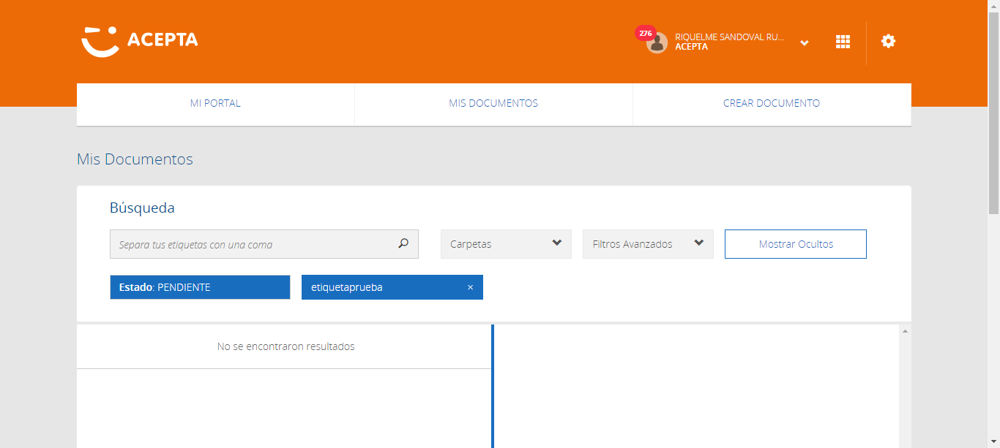 ACEPTA
276
RIQUELME SANDOVAL RU...
ACEPTA
MI PORTAL
MIS DOCUMENTOS
CREAR DOCUMENTO
Mis Documentos
Búsqueda
Separa tus etiquetas con una coma
Carpetas
Filtros Avanzados
Mostrar Ocultos
Estado: PENDIENTE
etiquetaprueba ×
No se encontraron resultados